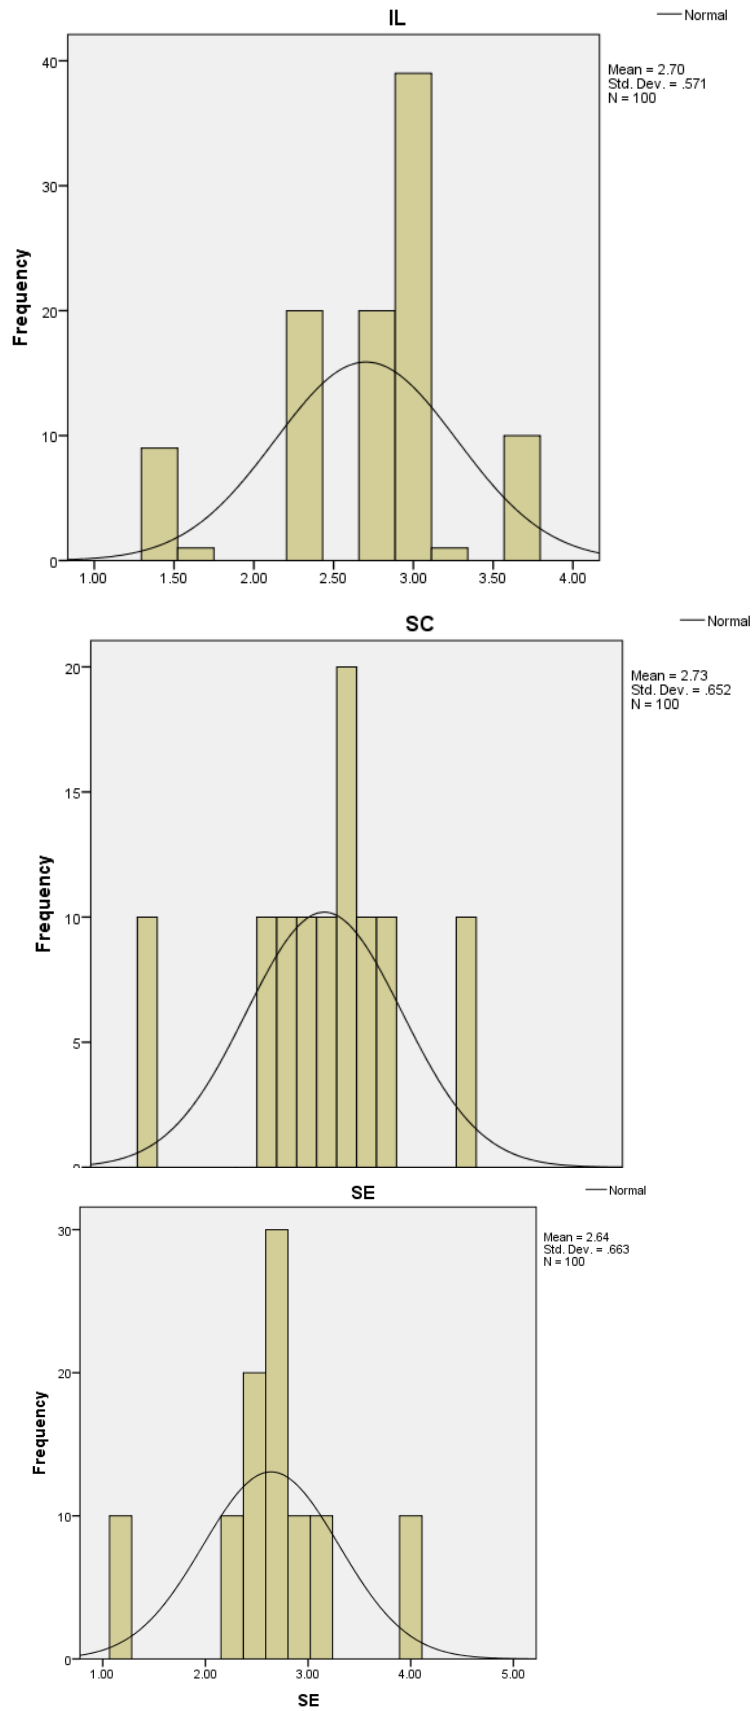 IL
Normal
Mean = 2.70
Std. Dev. = .571
N = 100
Frequency
40
30
20
10
0
1.00 1.50 2.00 2.50 3.00 3.50 4.00
SC
Normal
Mean = 2.73
Std. Dev. = .652
N = 100
Frequency
20
15
10
5
SE
Normal
Mean = 2.64
Std. Dev. = .663
N = 100
Frequency
30
20
10
0
1.00 2.00 3.00 4.00 5.00
SE